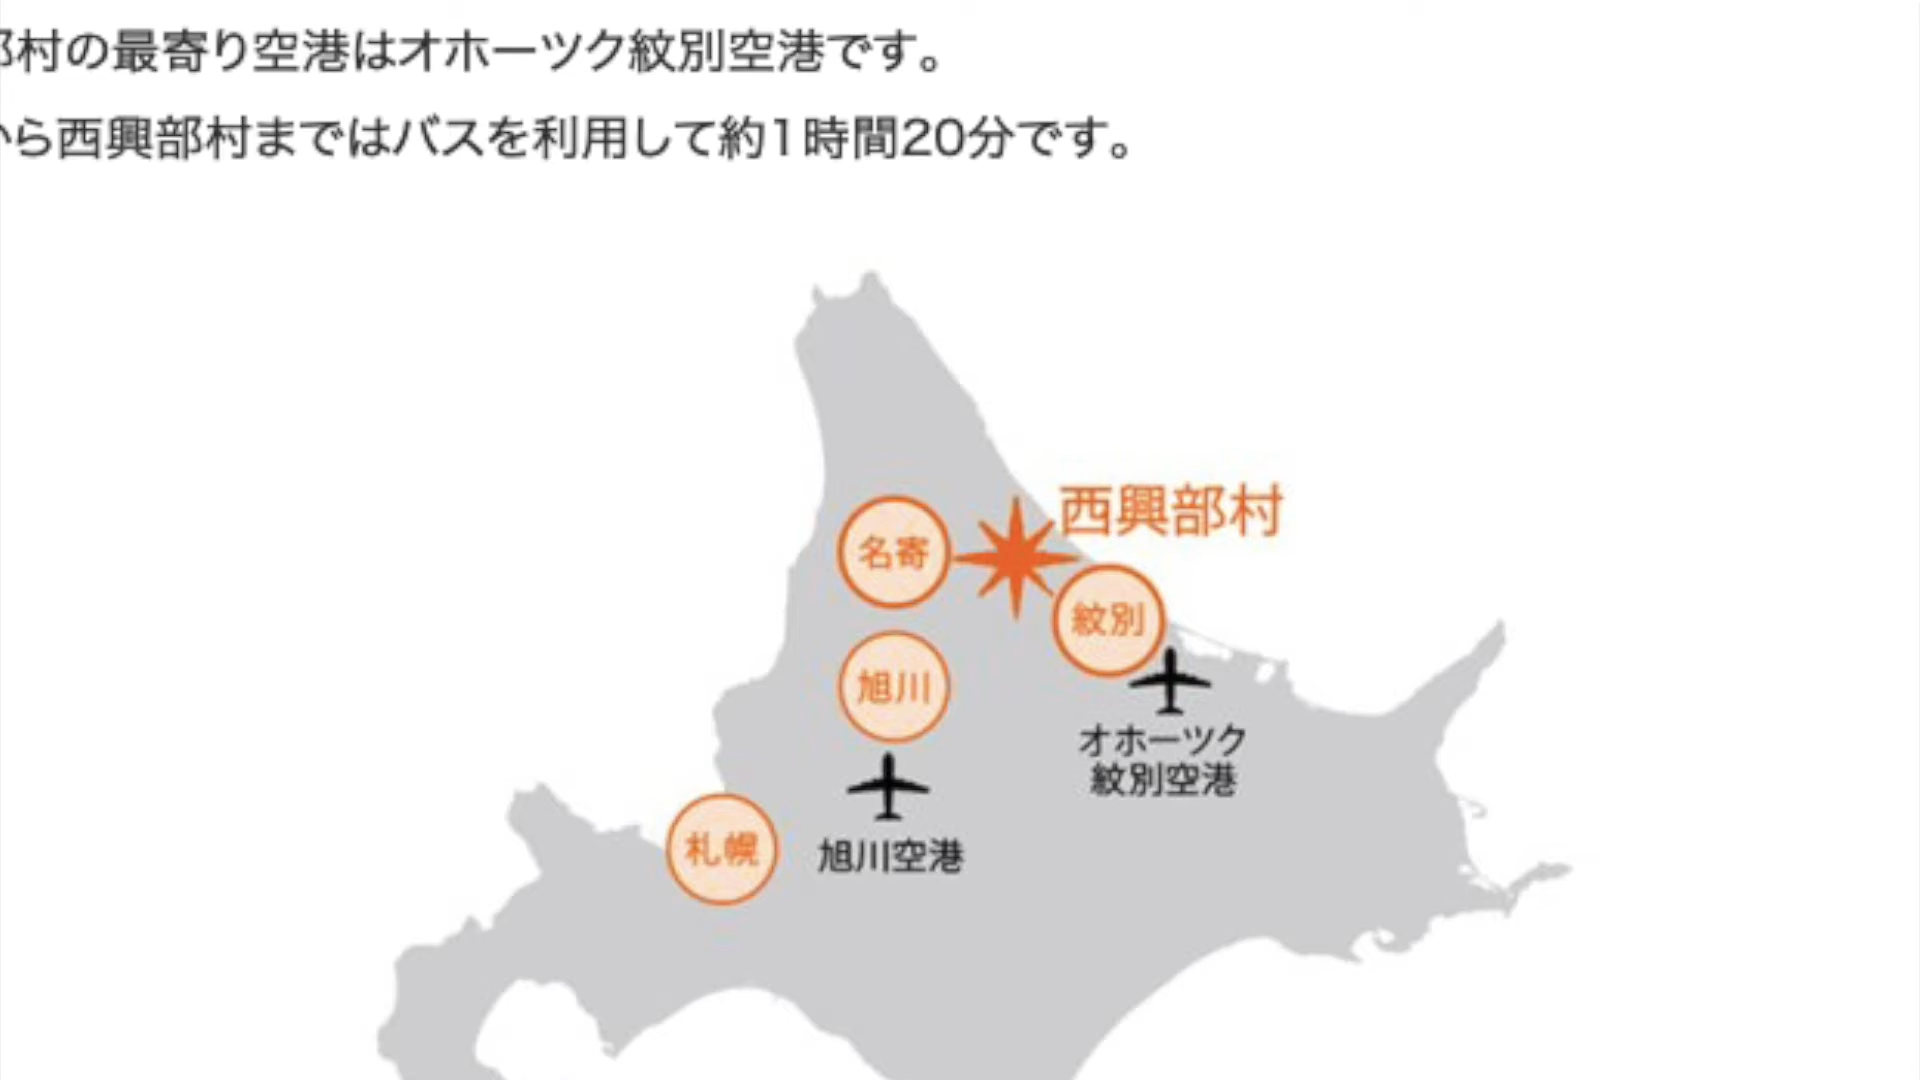 村の最寄り空港はオホーツク紋別空港です。
ら西興部村まではバスを利用して約1時間20分です。
西興部村
名寄
紋別
旭川
オホーツク
紋別空港
札幌
旭川空港